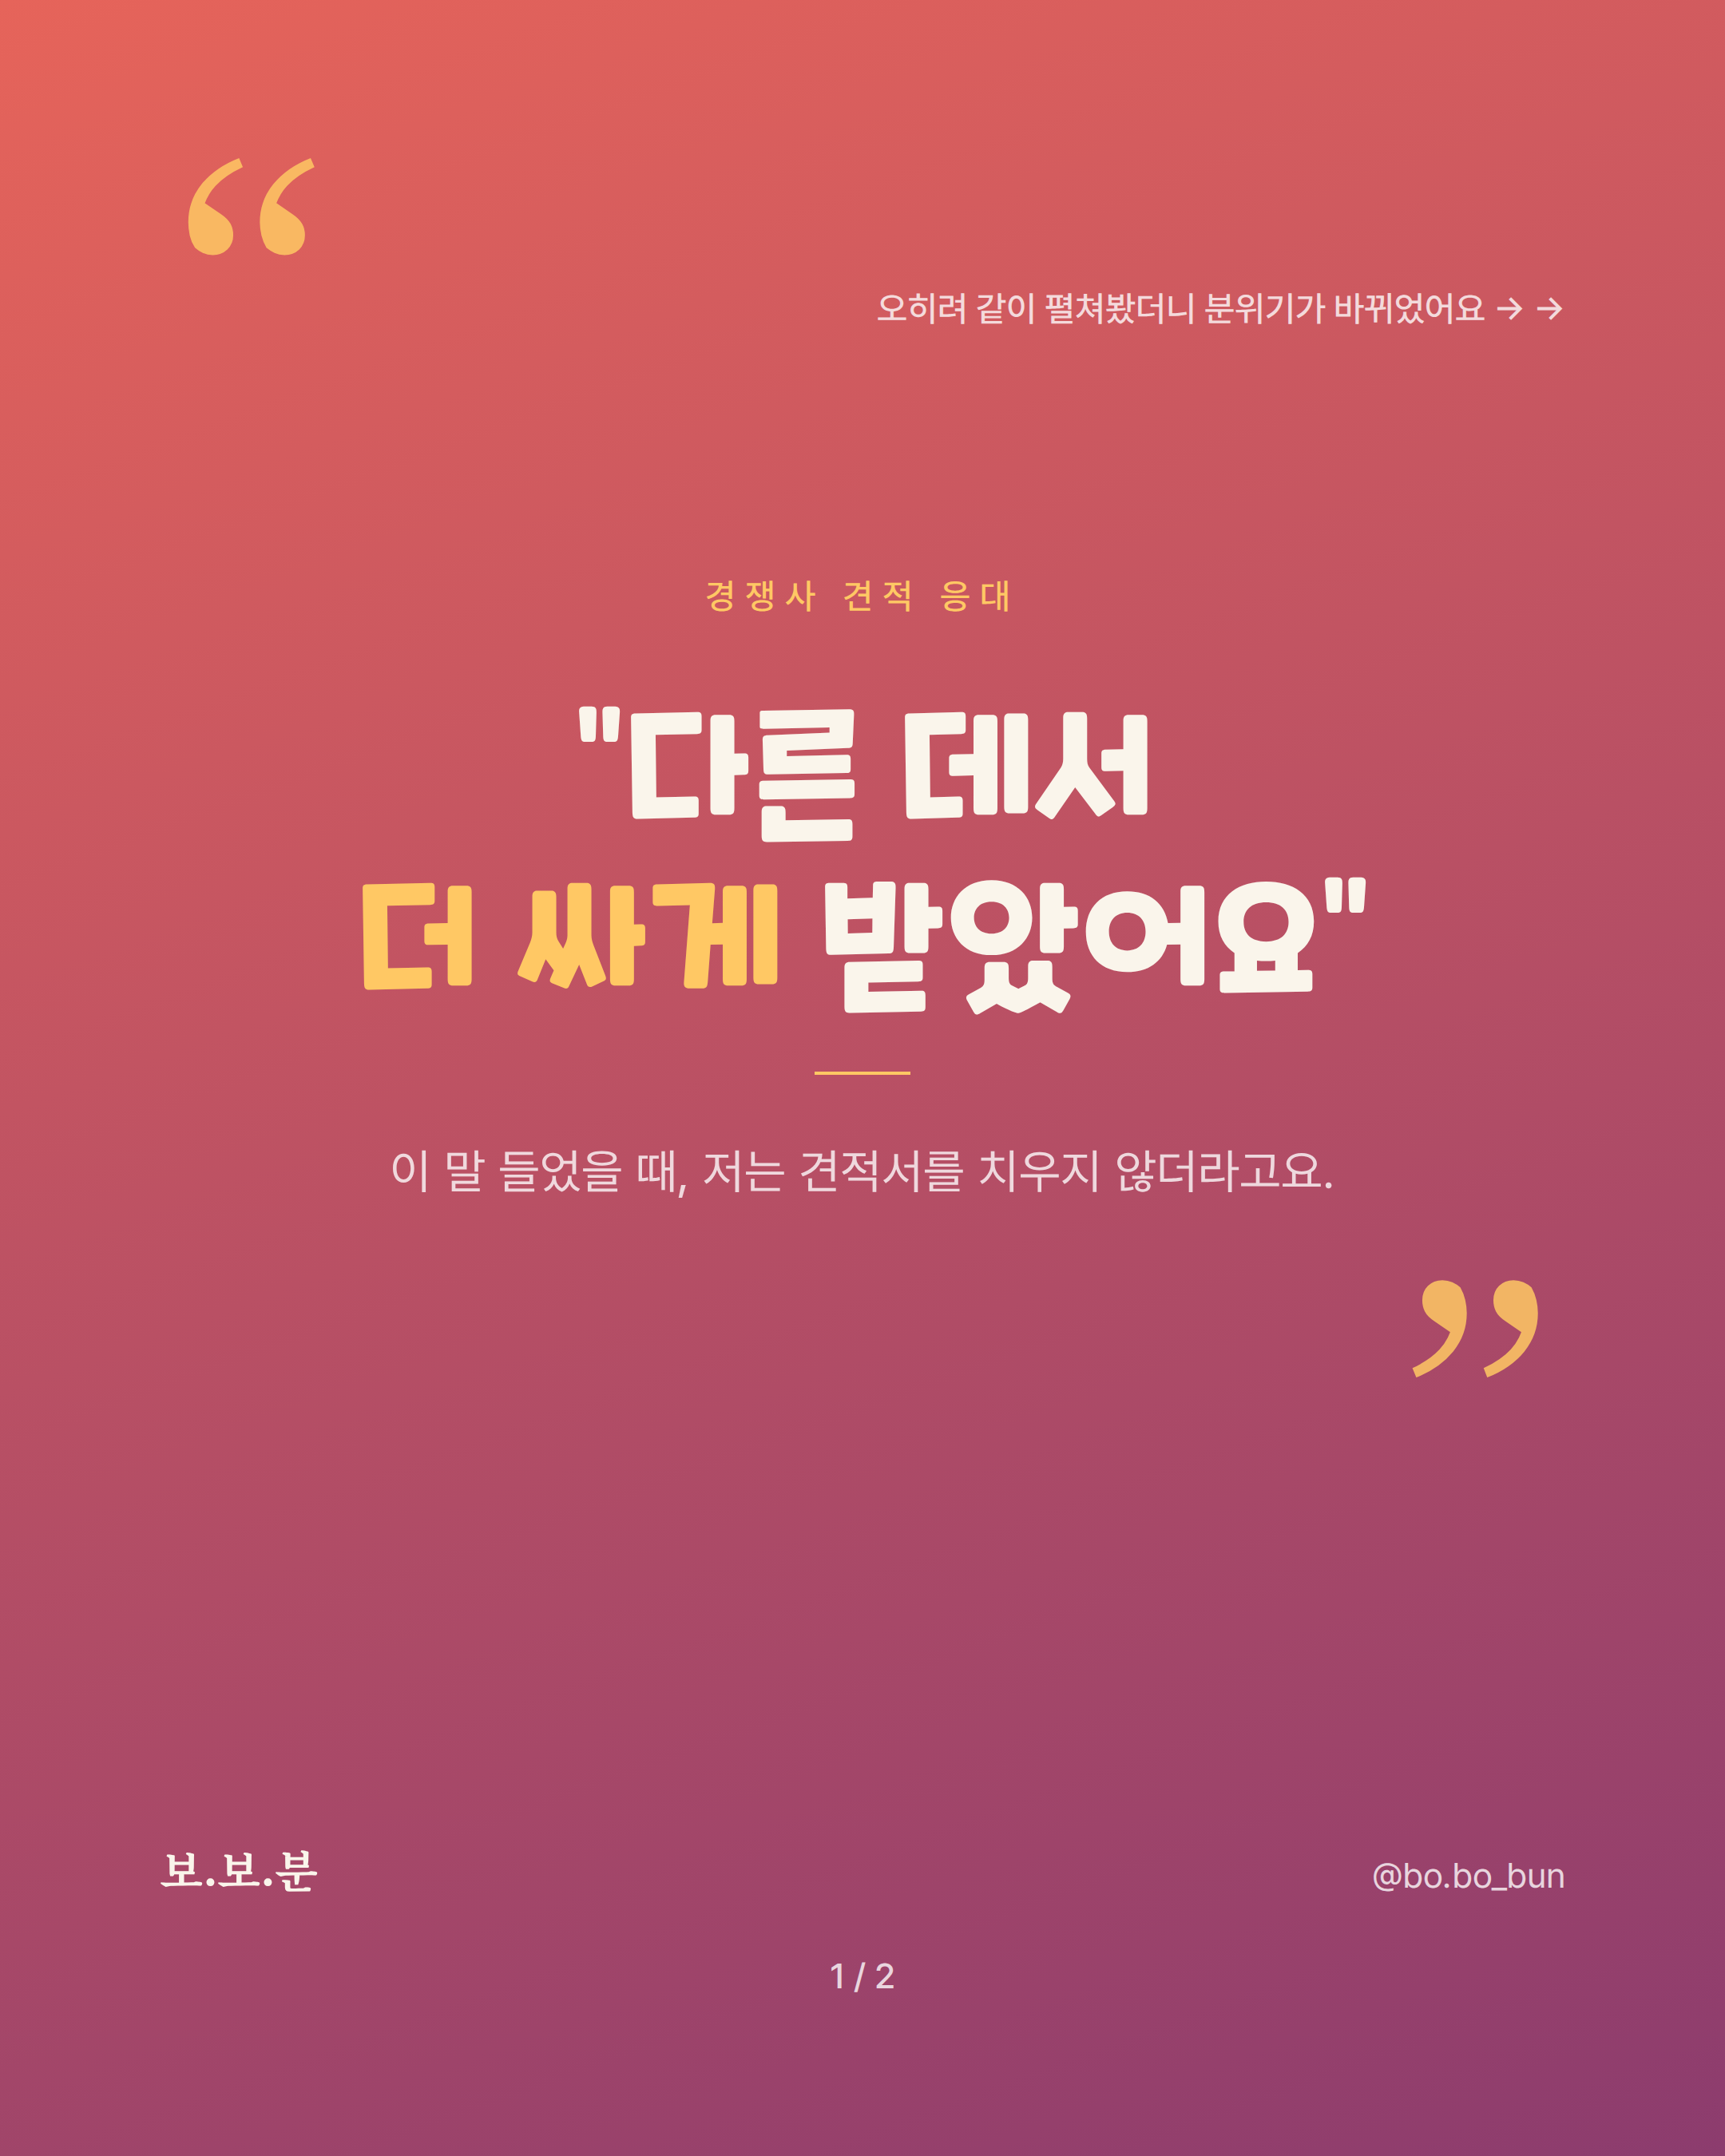 “
오히려 같이 펼쳐봤더니 분위기가 바뀌었어요 → →
경쟁사 견적 응대
"다른 데서
더 싸게 받았어요"
이 말 들었을 때, 저는 견적서를 치우지 않더라고요.
”
보.보.분
@bo.bo_bun
1 / 2